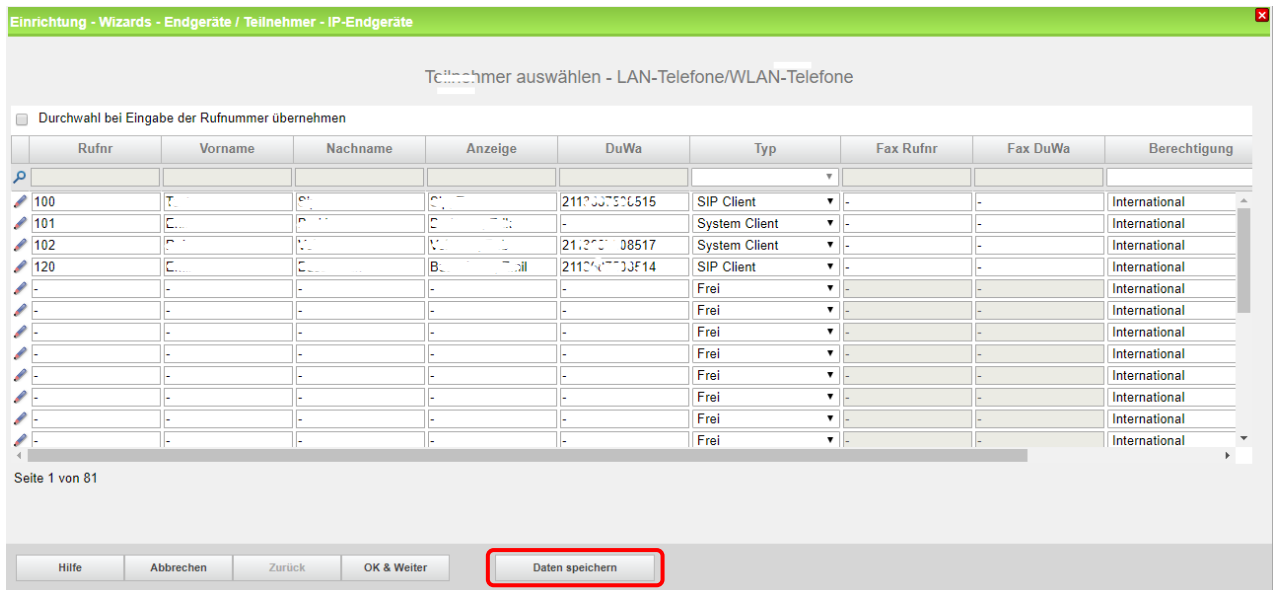 Einrichtung - Wizards - Endgeräte / Teilnehmer - IP-Endgeräte
Teilnehmer auswählen - LAN-Telefone/WLAN-Telefone
Durchwahl bei Eingabe der Rufnummer übernehmen
Rufnr Vorname Nachname Anzeige DuWa Typ Fax Rufnr Fax DuWa Berechtigung
100 SIP Client - - International
101 - System Client - - International
102 System Client - - International
120 SIP Client - - International
- - - - - Frei - - International
- - - - - Frei - - International
- - - - - Frei - - International
- - - - - Frei - - International
- - - - - Frei - - International
- - - - - Frei - - International
- - - - - Frei - - International
- - - - - Frei - - International
Seite 1 von 81
Hilfe Abbrechen Zurück OK & Weiter Daten speichern